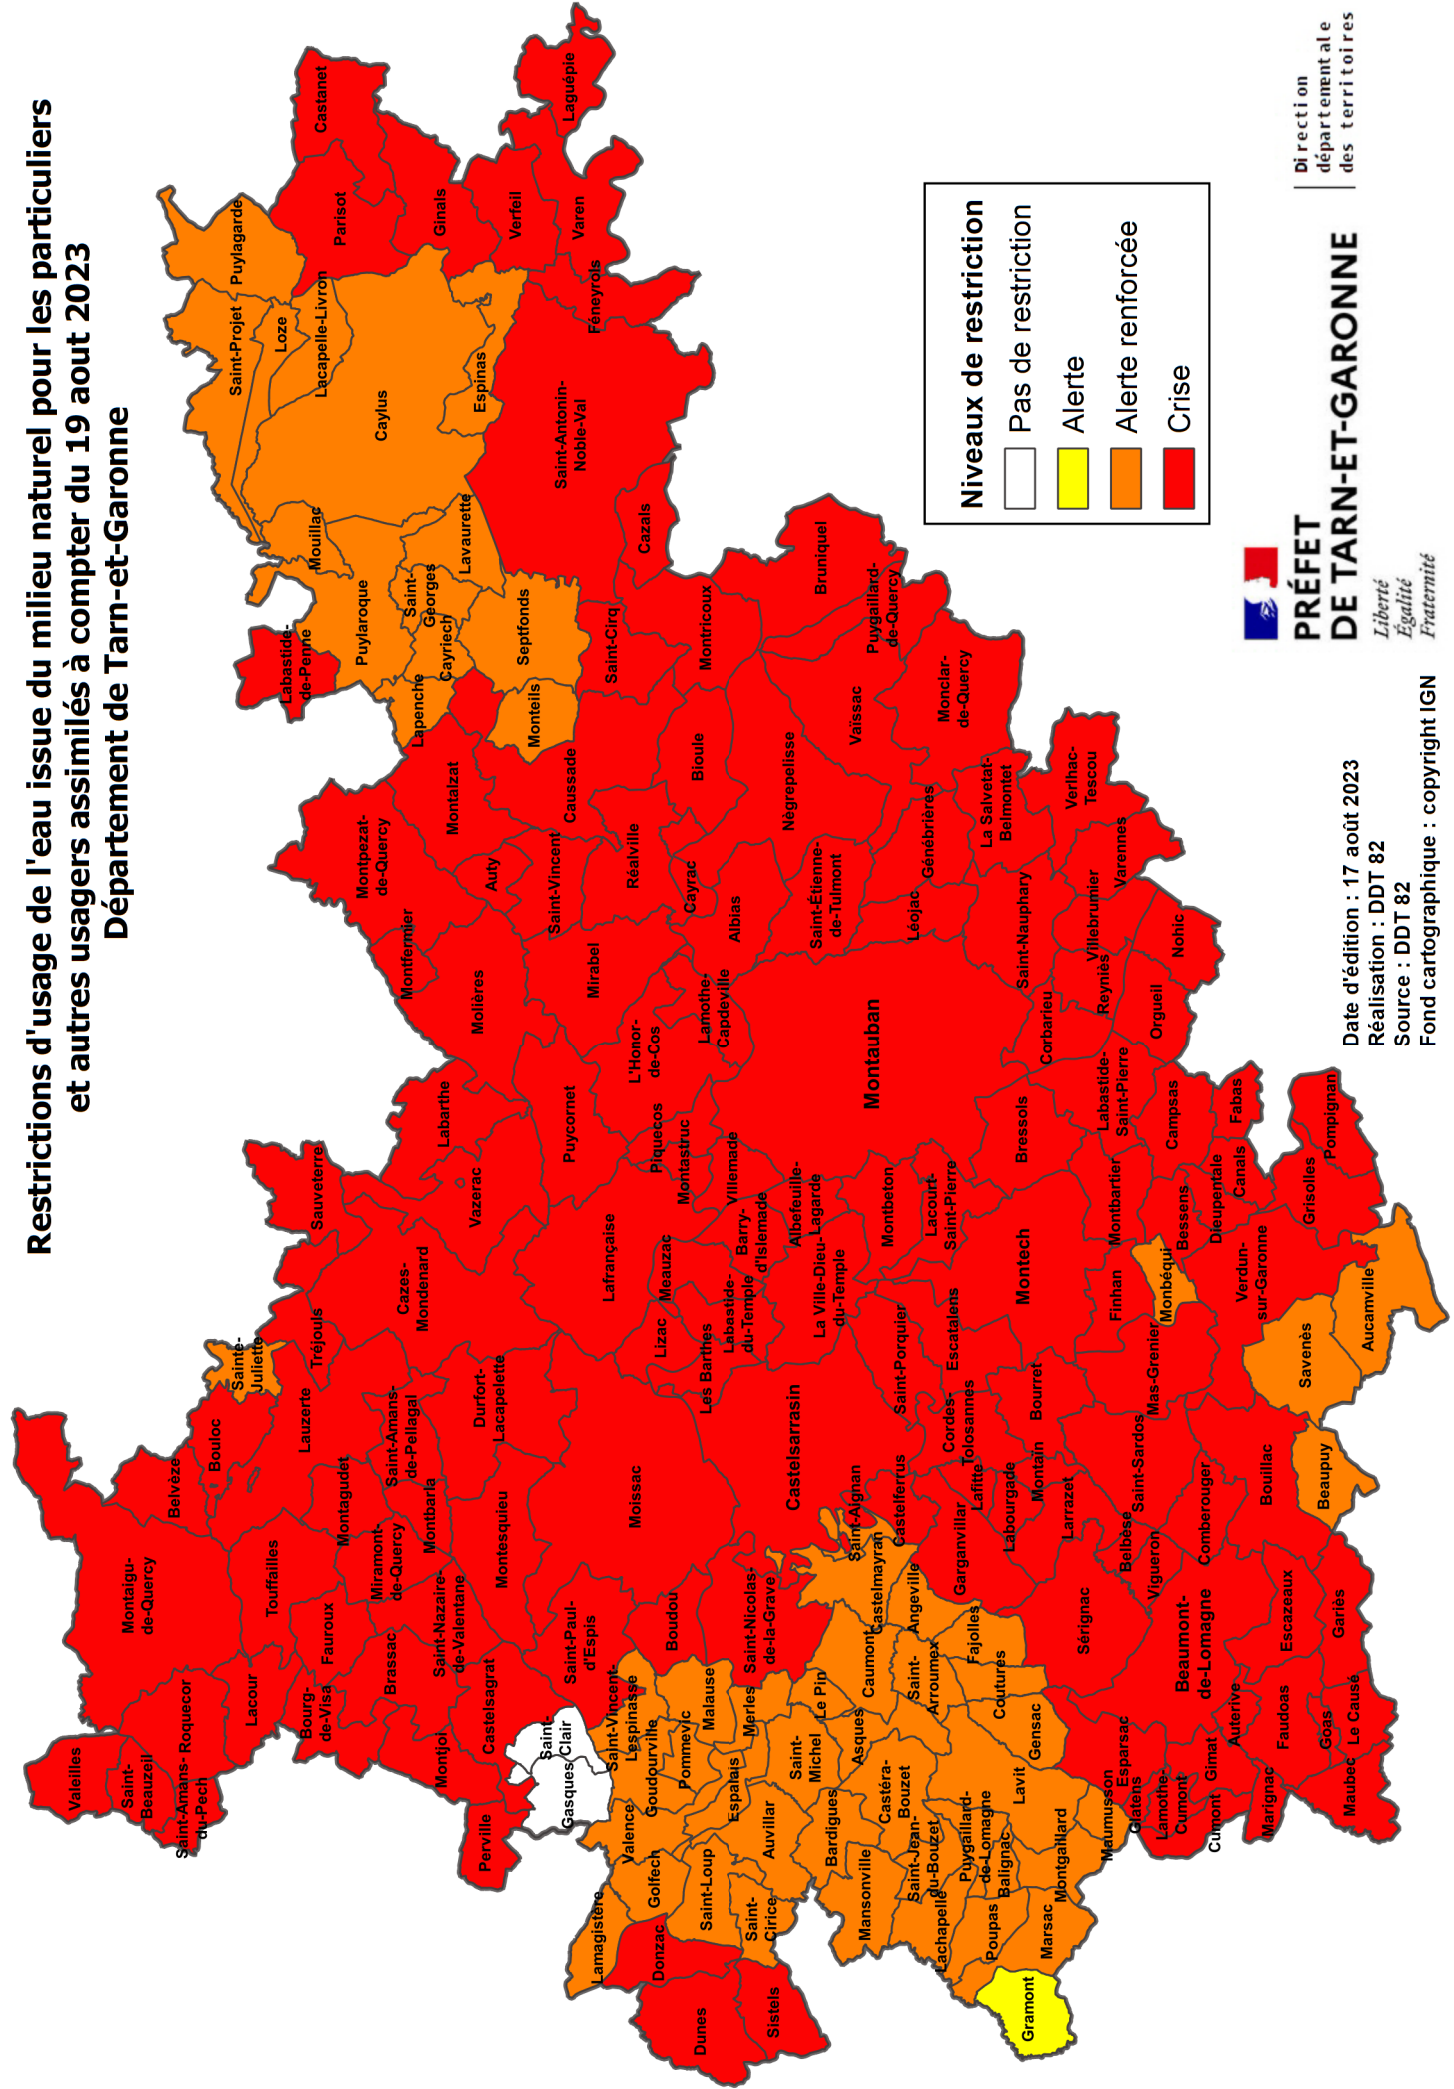 Restrictions d'usage de l'eau issue du milieu naturel pour les particuliers
et autres usagers assimilés à compter du 19 aout 2023
Département de Tarn-et-Garonne
Valeilles
Saint-
Beauzeil
Saint-Amans-
du-Pech
Roquecor
Montaigu-
de-Quercy
Belvèze
Bouloc
Sainte-
Juliette
Lacour
Touffailles
Lauzerte
Tréjouls
Sauveterre
Bourg-
de-Visa
Fauroux
Montagudet
Brassac
Miramont-
de-Quercy
Saint-Amans-
de-Pellagal
Cazes-
Mondenard
Montbarla
Saint-Nazaire-
de-Valentane
Montjoi
Castelsagrat
Perville
Montesquieu
Durfort-
Lacapelette
Vazerac
Labarthe
Molières
Montfermier
Montpezat-
de-Quercy
Montalzat
Auty
Lapenche
Labastide-
de-Penne
Puylaroque
Mouillac
Saint-
Georges
Cayriech
Lavaurette
Septfonds
Monteils
Saint-Projet
Puylagarde
Loze
Lacapelle-Livron
Caylus
Espinas
Parisot
Castanet
Ginals
Verfeil
Varen
Laguépie
Féneyrols
Saint-Antonin-
Noble-Val
Cazals
Saint-Cirq
Caussade
Saint-Vincent
Réalville
Mirabel
Puycornet
Lafrançaise
Moissac
Saint-Paul-
d'Espis
Saint-
Clair
Gasques
Saint-Vincent-
Lespinasse
Goudourville
Pommevic
Malause
Boudou
Valence
Golfech
Lamagistère
Donzac
Dunes
Sistels
Saint-Loup
Saint-
Cirice
Espalais
Auvillar
Merles
Saint-Nicolas-
de-la-Grave
Le Pin
Saint-
Michel
Bardigues
Mansonville
Castelsarrasin
Les Barthes
Lizac
Meauzac
Labastide-
du-Temple
Barry-
d'Islemade
Villemade
Piquecos
Montastruc
L'Honor-
de-Cos
Lamothe-
Capdeville
Cayrac
Albias
Bioule
Montricoux
Bruniquel
Puygaillard-
de-Quercy
Vaïssac
Nègrepelisse
Saint-Étienne-
de-Tulmont
Génébrières
Léojac
Monclar-
de-Quercy
La Salvetat-
Belmontet
Verlhac-
Tescou
Varennes
Villebrumier
Saint-Nauphary
Reyniès
Nohic
Orgueil
Corbarieu
Montauban
Albefeuille-
Lagarde
La Ville-Dieu-
du-Temple
Montbeton
Lacourt-
Saint-Pierre
Bressols
Labastide-
Saint-Pierre
Campsas
Fabas
Canals
Dieupentale
Bessens
Montbartier
Montech
Finhan
Monbéqui
Verdun-
sur-Garonne
Grisolles
Pompignan
Aucamville
Savenès
Beaupuy
Mas-Grenier
Bourret
Escatalens
Saint-Porquier
Cordes-
Tolosannes
Castelferrus
Saint-Aignan
Castelmayran
Caumont
Angeville
Garganvillar
Lafitte
Labourgade
Montaïn
Larrazet
Saint-Sardos
Belbèse
Vigueron
Comberouger
Bouillac
Sérignac
Fajolles
Coutures
Saint-
Arroumex
Asques
Castéra-
Bouzet
Saint-Jean-
du-Bouzet
Puygaillard-
de-Lomagne
Balignac
Lachapelle
Poupas
Marsac
Gramont
Montgaillard
Lavit
Gensac
Maumusson
Esparsac
Glatens
Lamothe-
Cumont
Cumont
Gimat
Auterive
Beaumont-
de-Lomagne
Escazeaux
Gariès
Faudoas
Marignac
Goas
Le Causé
Maubec
Niveaux de restriction
Pas de restriction
Alerte
Alerte renforcée
Crise
PRÉFET
DE TARN-ET-GARONNE
Liberté
Égalité
Fraternité
Direction
départementale
des territoires
Date d'édition : 17 août 2023
Réalisation : DDT 82
Source : DDT 82
Fond cartographique : copyright IGN